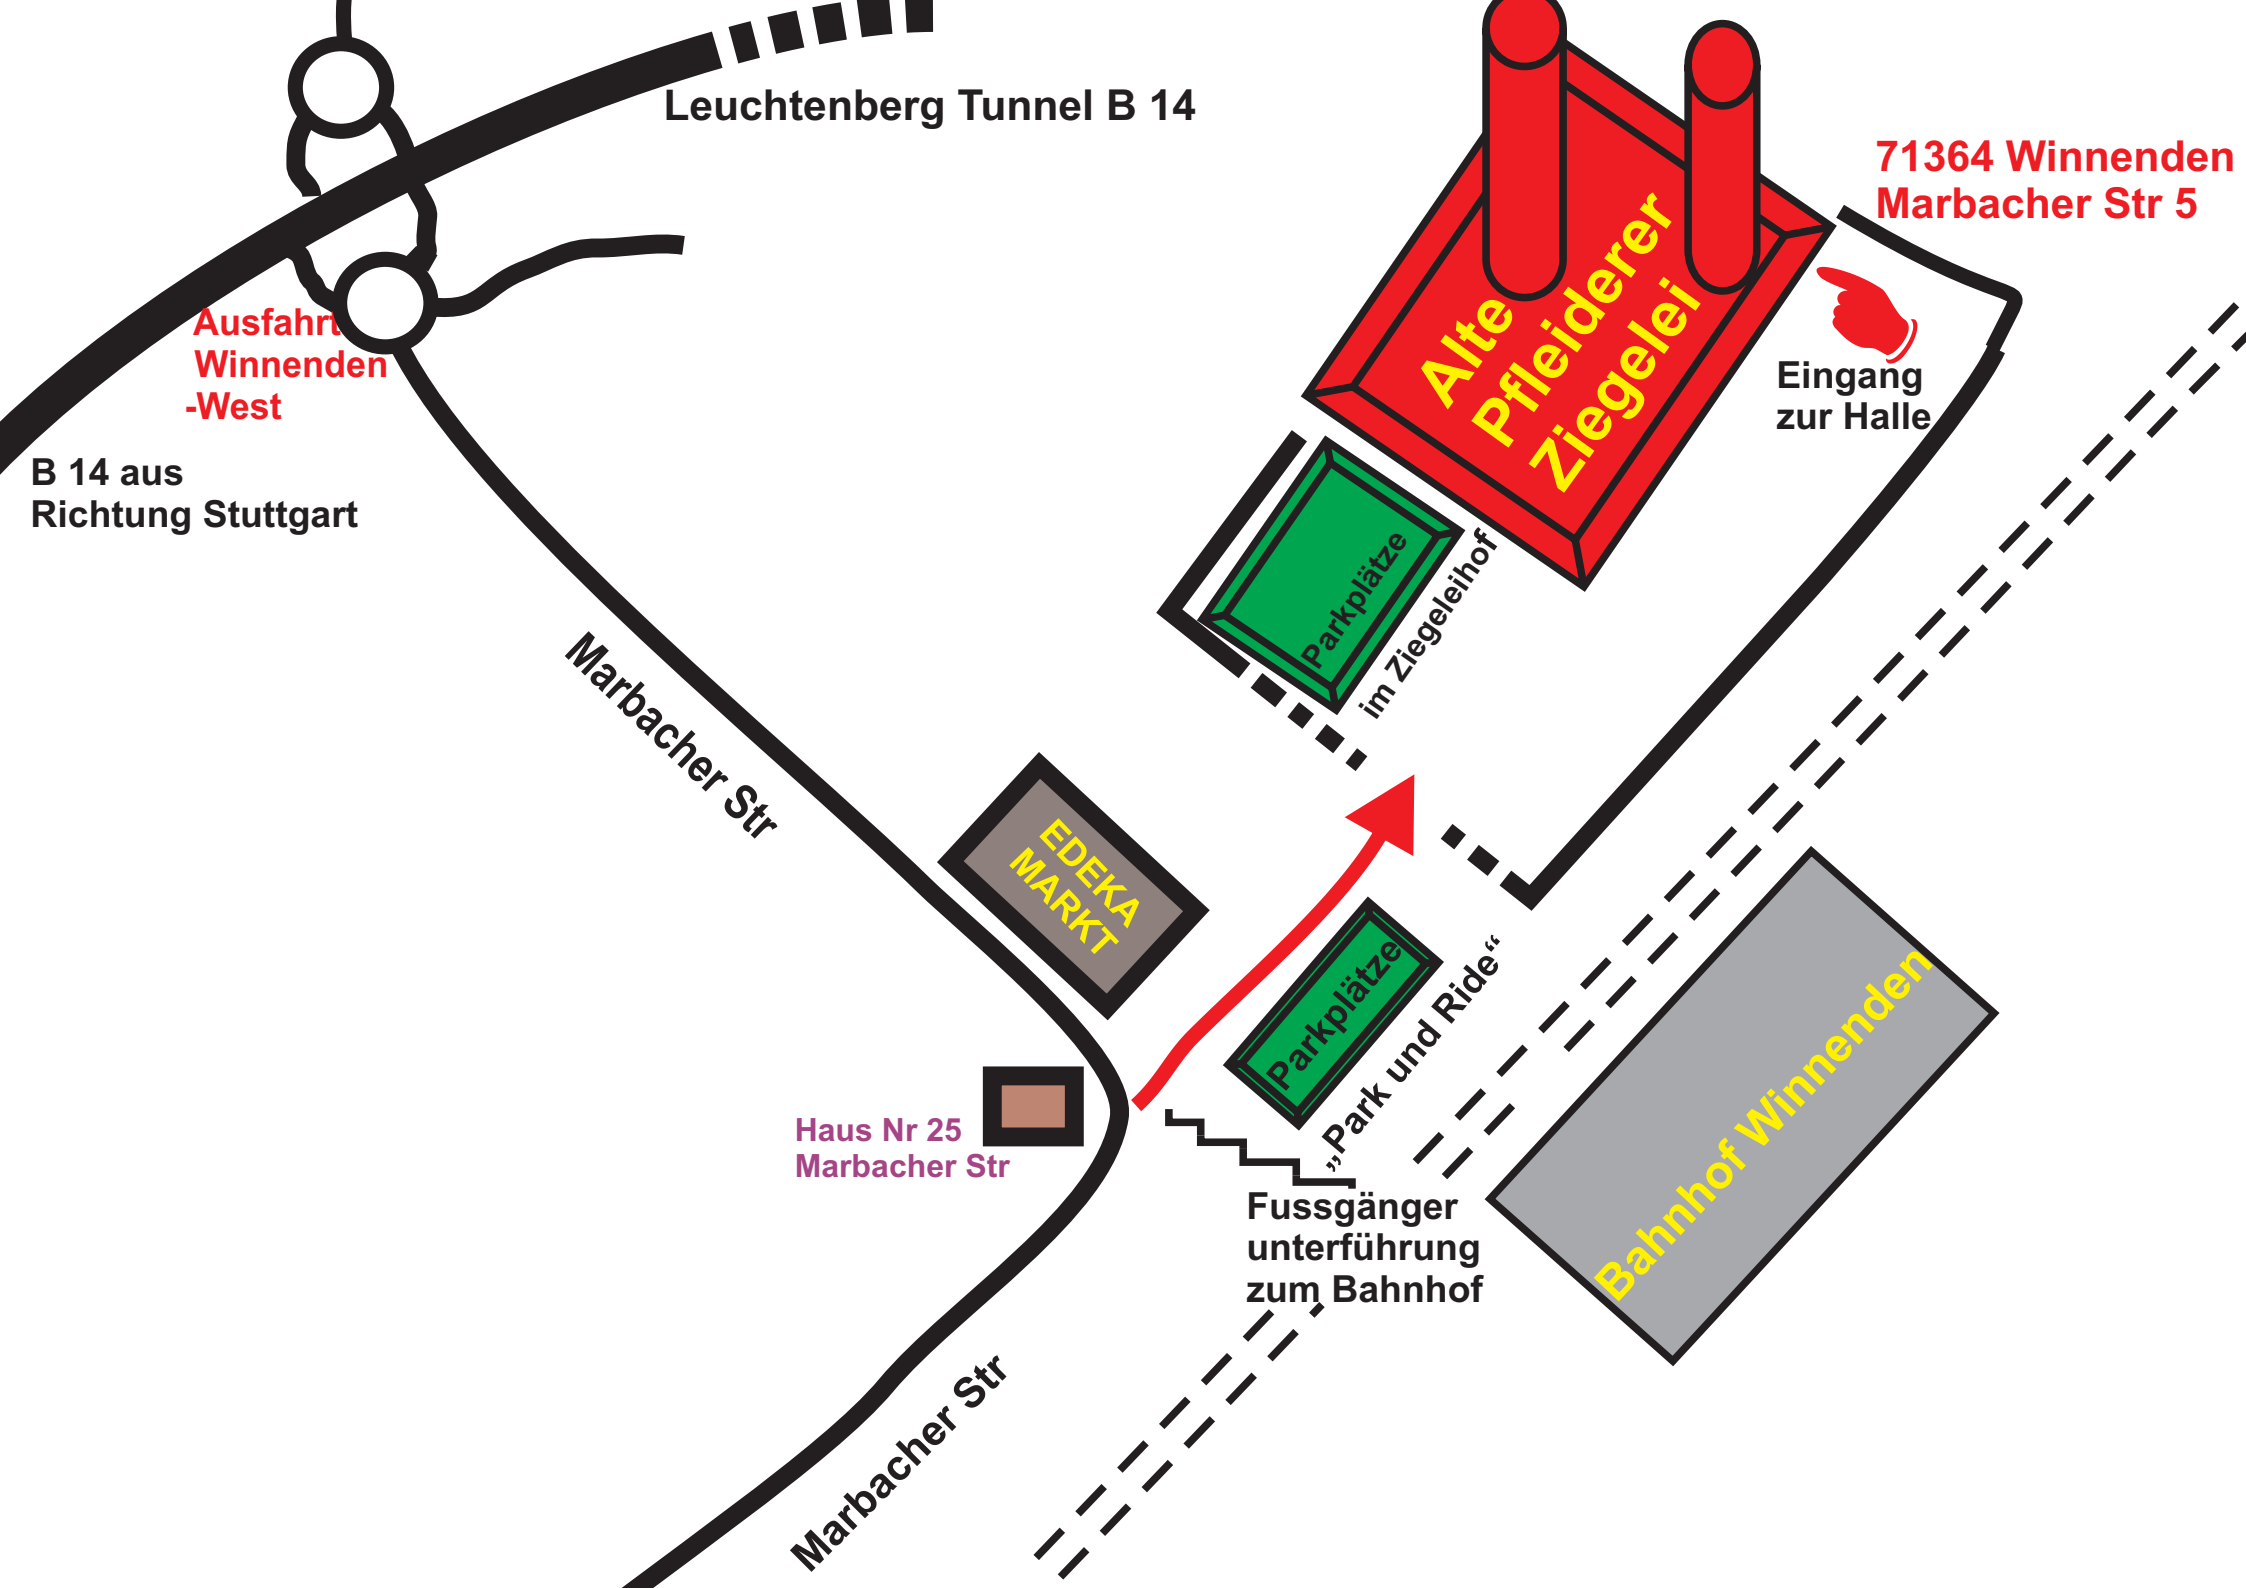 Leuchtenberg Tunnel B 14
71364 Winnenden
Marbacher Str 5
Ausfahrt
Winnenden
-West
B 14 aus
Richtung Stuttgart
Alte
Pfleiderer
Ziegelei
Eingang
zur Halle
Parkplätze
im Ziegeleihof
Marbacher Str
EDEKA
MARKT
Parkplätze
„Park und Ride“
Bahnhof Winnenden
Haus Nr 25
Marbacher Str
Fussgänger
unterführung
zum Bahnhof
Marbacher Str